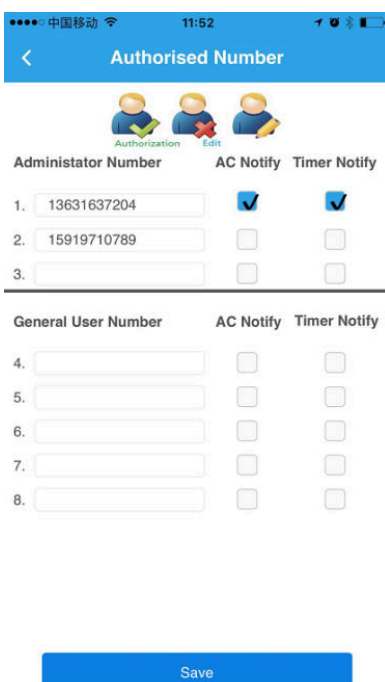 中国移动 11:52
Authorised Number
Authorization Edit
Administator Number AC Notify Timer Notify
1. 13631637204
2. 15919710789
3.
General User Number AC Notify Timer Notify
4.
5.
6.
7.
8.
Save